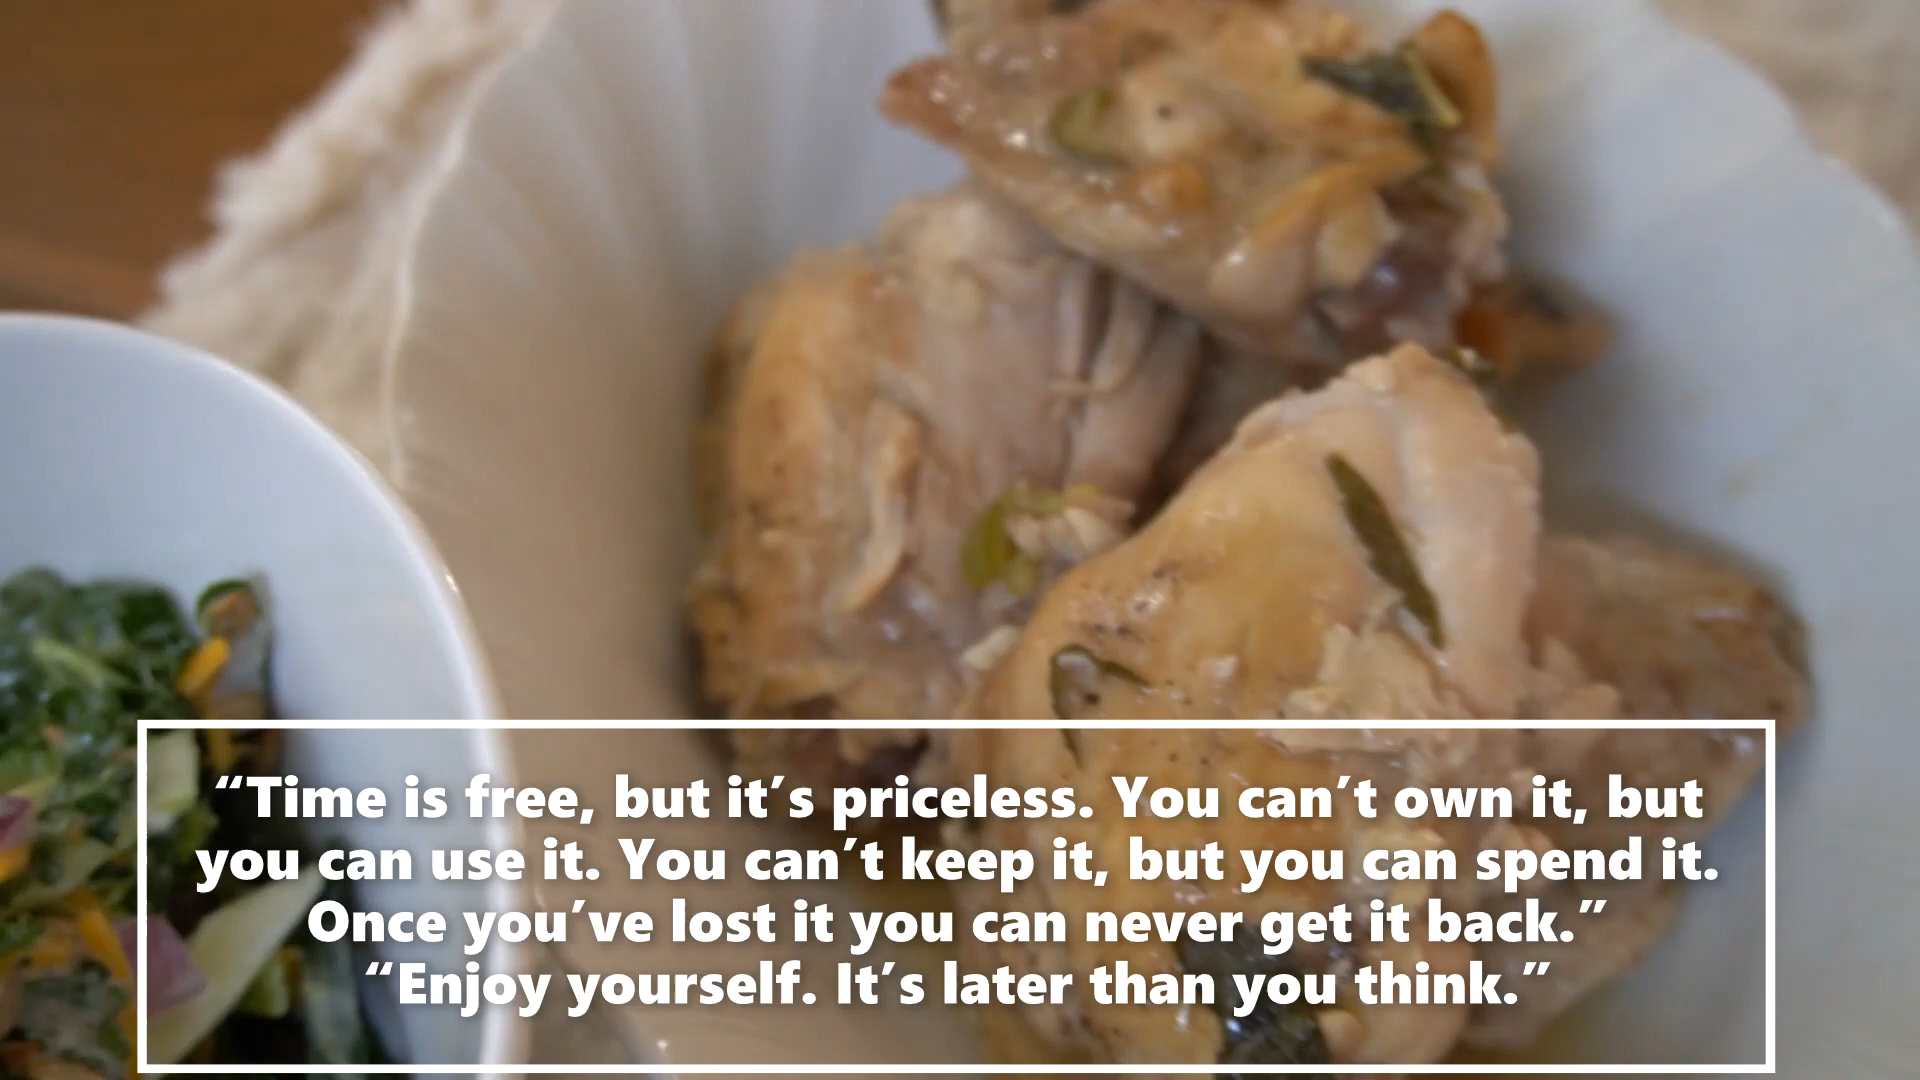 “Time is free, but it’s priceless. You can’t own it, but
you can use it. You can’t keep it, but you can spend it.
Once you’ve lost it you can never get it back.”
“Enjoy yourself. It’s later than you think.”